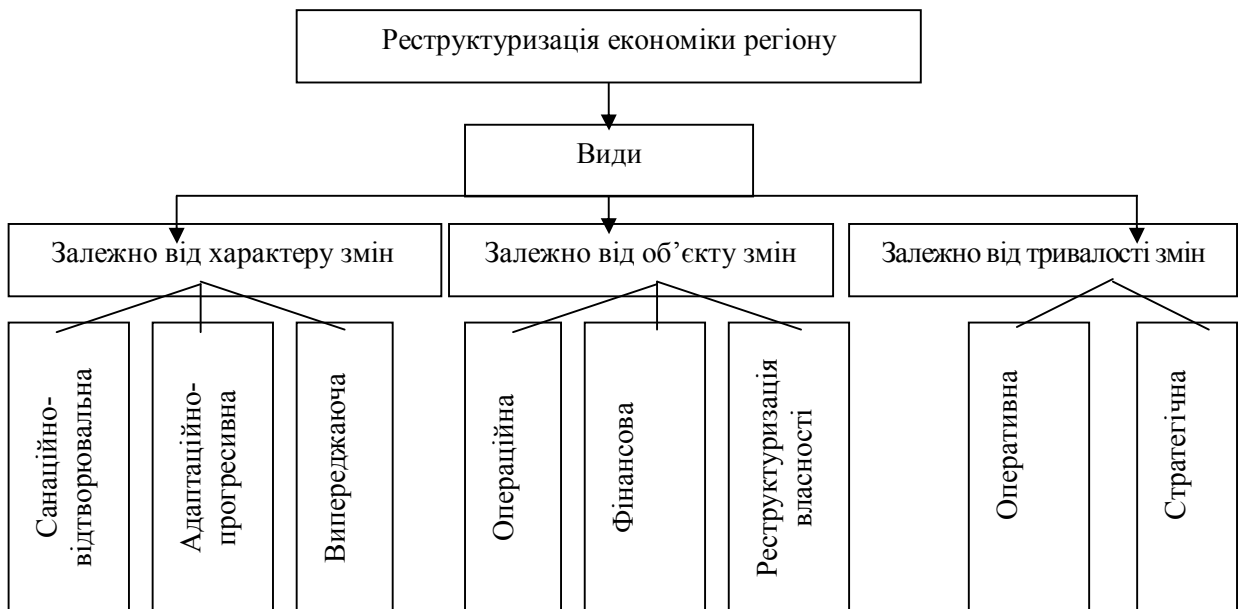 Реструктуризація економіки регіону
Види
Залежно від характеру змін
Залежно від об’єкту змін
Залежно від тривалості змін
Санаційно-
відтворювальна
Адаптаційно-
прогресивна
Випереджаюча
Операційна
Фінансова
Реструктуризація
власності
Оперативна
Стратегічна